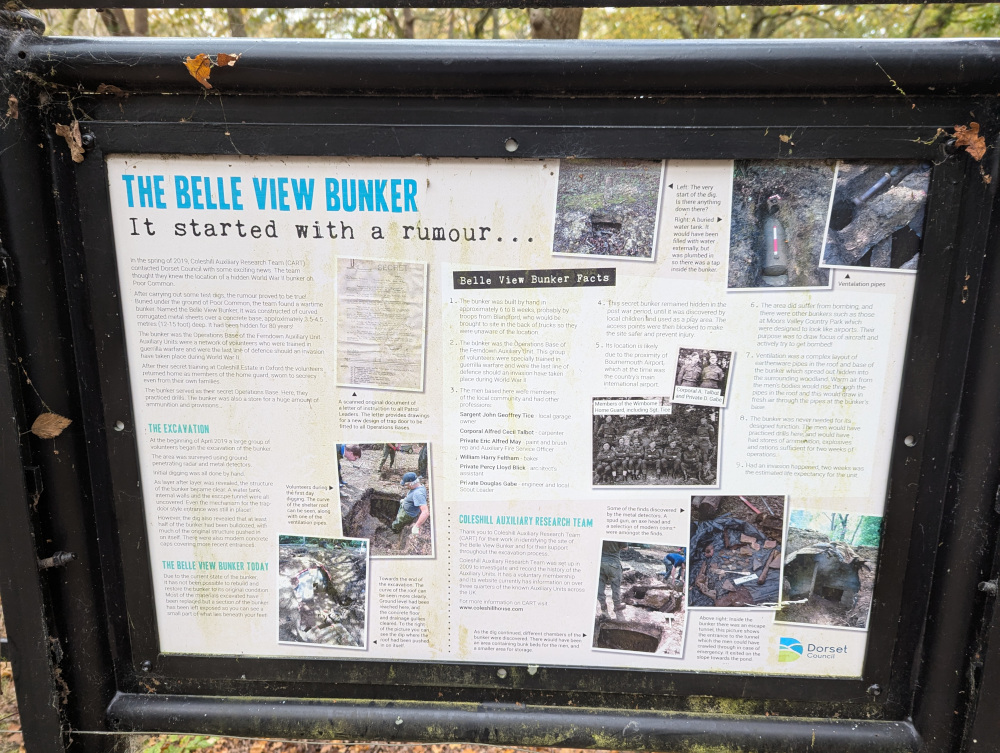 THE BELLE VIEW BUNKER
It started with a rumour...
In the spring of 2019, Coleshill Auxiliary Research Team (CART)
contacted Dorset Council with some exciting news. The team
thought they knew the location of a hidden World War II bunker on
Poor Common.
After carrying out some test digs, the rumour proved to be true!
Buried under the ground of Poor Common, the team found a wartime
bunker. Named the Belle View Bunker, it was constructed of curved
corrugated metal sheets over a concrete base, approximately 3.5-4.5
metres (12-15 foot) deep. It had been hidden for 80 years!
The bunker was the Operations Base of the Ferndown Auxiliary Unit.
Auxiliary Units were a network of volunteers who were trained in
guerrilla warfare and were the last line of defence should an invasion
have taken place during World War II.
After their secret training at Coleshill Estate in Oxford the volunteers
returned home as members of the home guard, sworn to secrecy
even from their own families.
The bunker served as their secret Operations Base. Here, they
practiced drills. The bunker was also a store for a huge amount of
ammunition and provisions...
THE EXCAVATION
At the beginning of April 2019 a large group of
volunteers began the excavation of the bunker.
The area was surveyed using ground
penetrating radar and metal detectors.
Initial digging was all done by hand.
As layer after layer was revealed, the structure
of the bunker became clear. A water tank,
internal walls and the escape tunnel were all
uncovered. Even the mechanism for the trap
door style entrance was still in place!
However, the dig also revealed that at least
half of the bunker had been bulldozed, with
much of the original structure pushed in
on itself. There were also modern concrete
caps covering more recent entrances.
THE BELLE VIEW BUNKER TODAY
Due to the current state of the bunker,
it has not been possible to rebuild and
restore the bunker to its original condition.
Most of the materials excavated have
been replaced but a section of the bunker
has been left exposed so you can see a
small part of what lies beneath your feet.
SECRET
A scanned original document of
a letter of instruction to all Patrol
Leaders. The letter provides drawings
for a new design of trap door to be
fitted to all Operations Bases.
Volunteers during
the first day
digging. The curve
of the shelter roof
can be seen, along
with one of the
ventilation pipes.
Towards the end of
the excavation. The
curve of the roof can
be seen more clearly.
Ground level had been
reached here, and
the concrete floor
and drainage gullies
cleared. To the right
of the picture you
can see the dip where the
roof had been pushed
in on itself.
Belle View Bunker Facts
1. The bunker was built by hand in
approximately 6 to 8 weeks, probably by
troops from Blandford, who would be
brought to site in the back of trucks so they
were unaware of the location.
2. The bunker was the Operations Base of
the Ferndown Auxiliary Unit. This group
of volunteers were specially trained in
guerrilla warfare and were the last line of
defence should an invasion have taken
place during World War II.
3. The men based here were members
of the local community and had other
professions:
Sargent John Geoffrey Tice - local garage
owner
Corporal Alfred Cecil Talbot - carpenter
Private Eric Alfred May - paint and brush
rep and Auxiliary Fire Service Officer
William Harry Feltham - baker
Private Percy Lloyd Blick - architects
assistant
Private Douglas Gabe - engineer and local
Scout Leader
COLESHILL AUXILIARY RESEARCH TEAM
Thanks to Coleshill Auxiliary Research Team
(CART) for their work in identifying the site of
the Belle View Bunker and for their support
throughout the excavation process.
Coleshill Auxiliary Research Team was set up in
2009 to investigate and record the history of the
Auxiliary Units. It has a voluntary membership
and its website currently has information on over
three quarters of the known Auxiliary Units across
the UK.
For more information on CART visit
www.coleshillhouse.com
As the dig continued, different chambers of the
bunker were discovered. There would have been
an area containing bunk beds for the men, and
a smaller area for storage.
4. This secret bunker remained hidden in the
post war period, until it was discovered by
local children and used as a play area. The
access points were then blocked to make
the site safer and prevent injury.
5. Its location is likely
due to the proximity of
Bournemouth Airport,
which at the time was
the country's main
international airport.
Corporal A. Talbot
and Private D. Gabe
Members of the Wimborne
Home Guard, including Sgt. Tice
Some of the finds discovered
by the metal detectors. A
spud gun, an axe head and
a selection of modern coins
were amongst the finds.
Left: The very
start of the dig.
Is there anything
down there?
Right: A buried
water tank. It
would have been
filled with water
externally, but
was plumbed in
so there was a tap
inside the bunker.
Ventilation pipes
6. The area did suffer from bombing, and
there were other bunkers such as those
at Moors Valley Country Park which
were designed to look like airports. Their
purpose was to draw focus of aircraft and
activity to get bombed!
7. Ventilation was a complex layout of
earthenware pipes in the roof and base of
the bunker which spread out hidden into
the surrounding woodland. Warm air from
the men's bodies would rise through the
pipes in the roof and this would draw in
fresh air through the pipes at the bunker's
base.
8. The bunker was never needed for its
designed function. The men would have
practiced drills here and would have
had stores of ammunition, explosives
and rations sufficient for two weeks of
operations.
9. Had an invasion happened, two weeks was
the estimated life expectancy for the unit.
Above right: Inside the
bunker there was an escape
tunnel, this picture shows
the entrance to the tunnel
which the men could have
crawled through in case of
emergency. It exited on the
slope towards the pond.
Dorset
Council